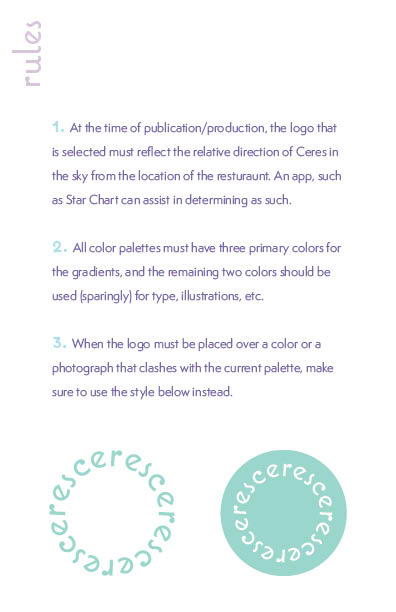 rules
1. At the time of publication/production, the logo that
is selected must reflect the relative direction of Ceres in
the sky from the location of the resturaunt. An app, such
as Star Chart can assist in determining as such.
2. All color palettes must have three primary colors for
the gradients, and the remaining two colors should be
used (sparingly) for type, illustrations, etc.
3. When the logo must be placed over a color or a
photograph that clashes with the current palette, make
sure to use the style below instead.
ceresceresceresceres
ceresceresceresceres